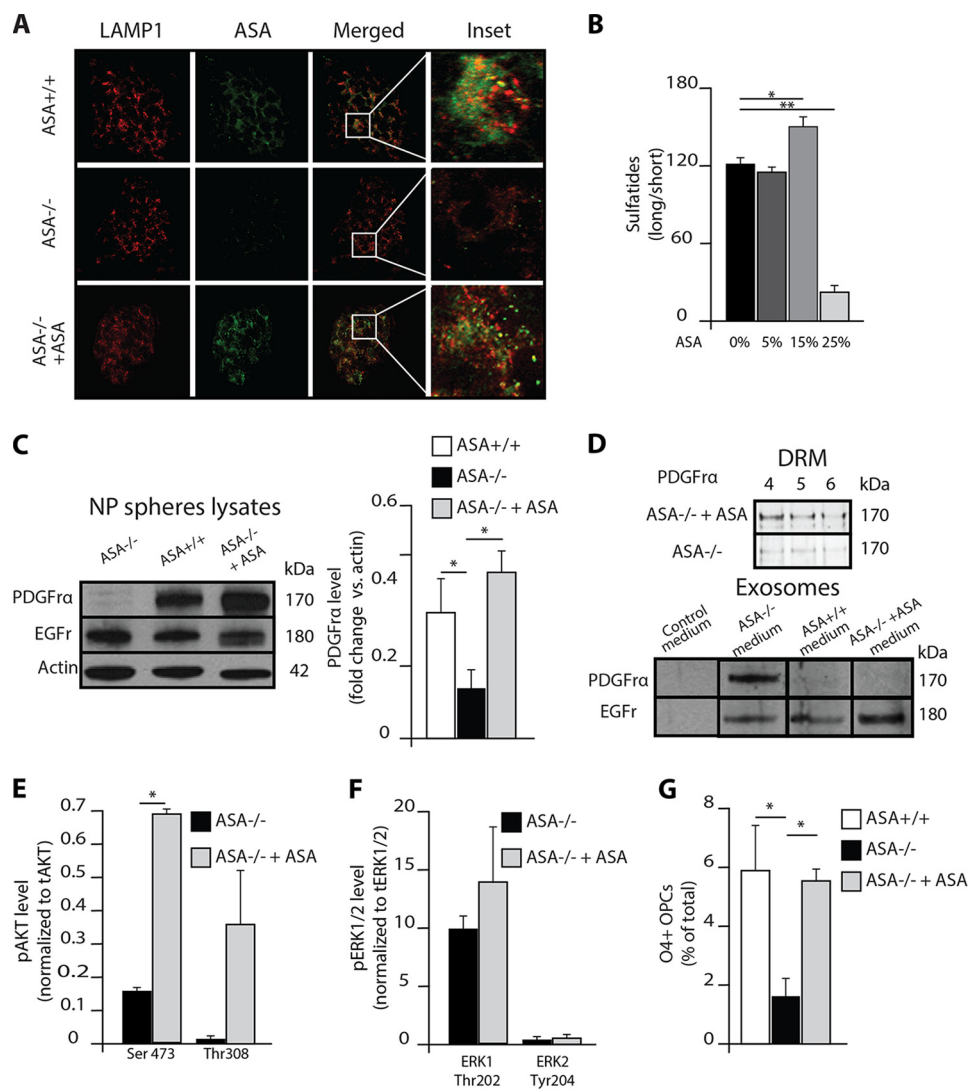 A
LAMP1 ASA Merged Inset
ASA+/+
ASA-/-
ASA-/-
+ASA
B
Sulfatides
(long/short)
180
120
60
0
* 
**
ASA 0% 5% 15% 25%
C
NP spheres lysates
ASA-/- ASA+/+ ASA-/-
+ ASA
kDa
PDGFrα 170
EGFr 180
Actin 42
ASA+/+
ASA-/-
ASA-/- + ASA
PDGFrα level
(fold change vs. actin)
0.6
0.4
0.2
0
* *
D
DRM
PDGFrα 4 5 6 kDa
ASA-/- + ASA 170
ASA-/- 170
Exosomes
Control
medium
ASA-/-
medium
ASA+/+
medium
ASA-/- +ASA
medium
kDa
PDGFrα 170
EGFr 180
E
pAKT level
(normalized to tAKT)
0.7
0.6
0.5
0.4
0.3
0.2
0.1
0
*
ASA-/-
ASA-/- + ASA
Ser 473 Thr308
F
pERK1/2 level
(normalized to tERK1/2)
20
15
10
5
0
ASA-/-
ASA-/- + ASA
ERK1
Thr202
ERK2
Tyr204
G
O4+ OPCs
(% of total)
8
6
4
2
0
* *
ASA+/+
ASA-/-
ASA-/- + ASA